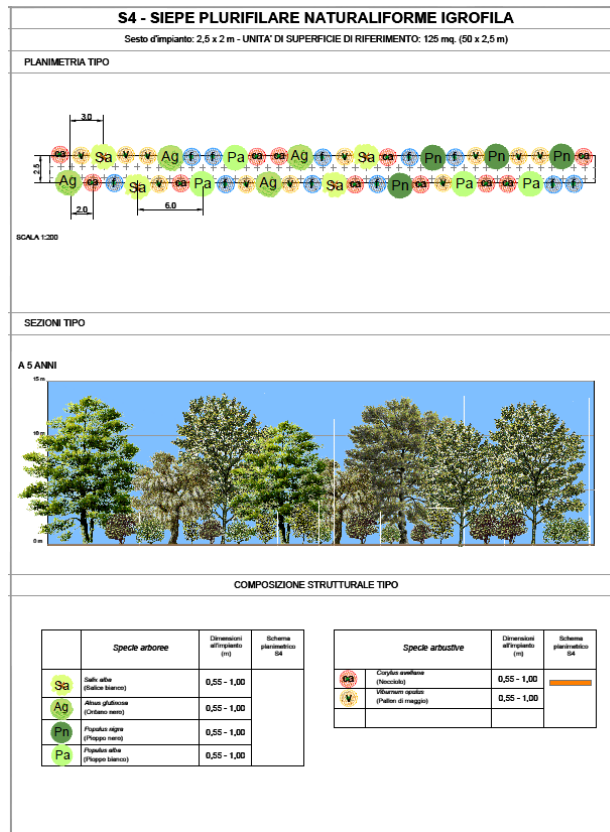 S4 - SIEPE PLURIFILARE NATURALIFORME IGROFILA
Sesto d'impianto: 2,5 x 2 m - UNITA' DI SUPERFICIE DI RIFERIMENTO: 125 mq. (50 x 2,5 m)
PLANIMETRIA TIPO
3.0
ca v Sa v v Ag f f Pa ca ca Ag f v Sa ca f Pn f v Pn v v Pn ca
2.5
Ag ca f Sa v ca Pa f v Ag v f Sa ca f Pn ca v Pa ca ca Pa f f
2.0
6.0
SCALA 1:200
SEZIONI TIPO
A 5 ANNI
15 m
10 m
0 m
COMPOSIZIONE STRUTTURALE TIPO
Specie arboree
Dimensioni all'impianto (m)
Schema planimetrico S4
Sa
Salix alba
(Salice bianco)
0,55 - 1,00
Ag
Alnus glutinosa
(Ontano nero)
0,55 - 1,00
Pn
Populus nigra
(Pioppo nero)
0,55 - 1,00
Pa
Populus alba
(Pioppo bianco)
0,55 - 1,00
Specie arbustive
Dimensioni all'impianto (m)
Schema planimetrico S4
ca
Corylus avellana
(Nocciolo)
0,55 - 1,00
v
Viburnum opulus
(Pallon di maggio)
0,55 - 1,00